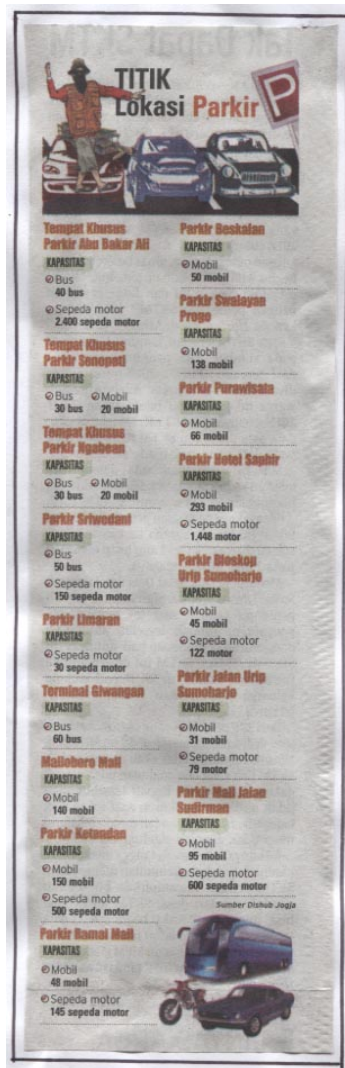 TITIK
Lokasi Parkir
P
Tempat Khusus
Parkir Abu Bakar Ali
KAPASITAS
Bus
40 bus
Sepeda motor
2.400 sepeda motor
Tempat Khusus
Parkir Senopati
KAPASITAS
Bus Mobil
30 bus 20 mobil
Tempat Khusus
Parkir Ngabean
KAPASITAS
Bus Mobil
30 bus 20 mobil
Parkir Sriwedani
KAPASITAS
Bus
50 bus
Sepeda motor
150 sepeda motor
Parkir Limaran
KAPASITAS
Sepeda motor
30 sepeda motor
Terminal Giwangan
KAPASITAS
Bus
60 bus
Malioboro Mall
KAPASITAS
Mobil
140 mobil
Parkir Ketandan
KAPASITAS
Mobil
150 mobil
Sepeda motor
500 sepeda motor
Parkir Ramai Mall
KAPASITAS
Mobil
48 mobil
Sepeda motor
145 sepeda motor
Parkir Beskalan
KAPASITAS
Mobil
50 mobil
Parkir Swalayan
Progo
KAPASITAS
Mobil
138 mobil
Parkir Purawisata
KAPASITAS
Mobil
66 mobil
Parkir Hotel Saphir
KAPASITAS
Mobil
293 mobil
Sepeda motor
1.448 motor
Parkir Bioskop
Urip Sumoharjo
KAPASITAS
Mobil
45 mobil
Sepeda motor
122 motor
Parkir Jalan Urip
Sumoharjo
KAPASITAS
Mobil
31 mobil
Sepeda motor
79 motor
Parkir Mall Jalan
Sudirman
KAPASITAS
Mobil
95 mobil
Sepeda motor
600 sepeda motor
Sumber Dishub Jogja